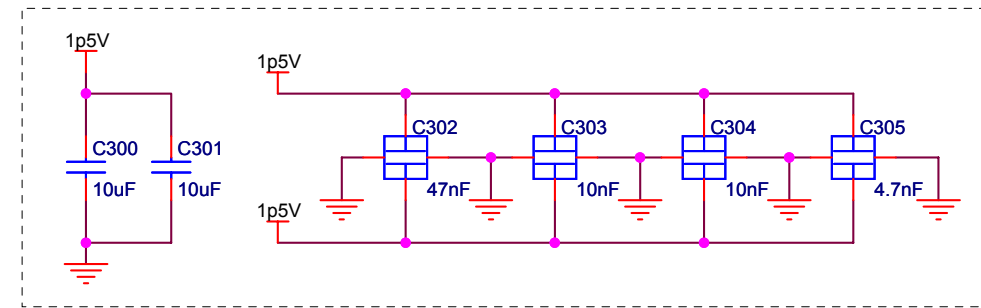 1p5V
C300
10uF
C301
10uF
1p5V
C302
47nF
C303
10nF
C304
10nF
C305
4.7nF
1p5V